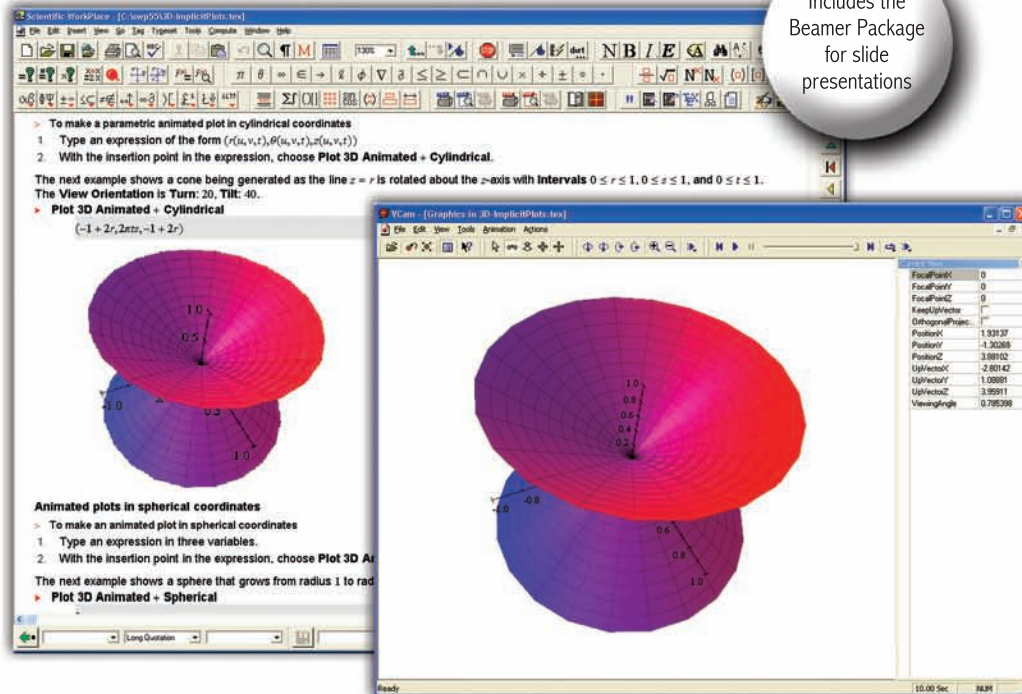 Includes the
Beamer Package
for slide
presentations
Scientific WorkPlace - [C:\swp55\3D-ImplicitPlots.tex]
File Edit Insert View Go Tag Typeset Tools Compute Window Help
130%
N B I E
To make a parametric animated plot in cylindrical coordinates
1. Type an expression of the form (r(u,v,t),θ(u,v,t),z(u,v,t))
2. With the insertion point in the expression, choose Plot 3D Animated + Cylindrical.
The next example shows a cone being generated as the line z = r is rotated about the z-axis with Intervals 0 ≤ r ≤ 1, 0 ≤ s ≤ 1, and 0 ≤ t ≤ 1.
The View Orientation is Turn: 20, Tilt: 40.
Plot 3D Animated + Cylindrical
(-1 + 2r, 2πts, -1 + 2r)
1.0
0.5
1.0
Animated plots in spherical coordinates
To make an animated plot in spherical coordinates
1. Type an expression in three variables.
2. With the insertion point in the expression, choose Plot 3D A
The next example shows a sphere that grows from radius 1 to rad
Plot 3D Animated + Spherical
(Long Quotation
VCam - [Graphics in 3D-ImplicitPlots.tex]
File Edit View Tools Animation Actions
1.0
0.8
0.6
0.4
0.2
-0.8
-1.0
0.6
0.8
1.0
Current View
FocalPointX 0
FocalPointY 0
FocalPointZ 0
KeepUpVector
OrthogonalProjec...
PositionX 1.93137
PositionY -1.30268
PositionZ 3.88102
UpVectorX -2.80142
UpVectorY 1.08881
UpVectorZ 3.95911
ViewingAngle 0.785398
Ready
10.00 Sec
NUM